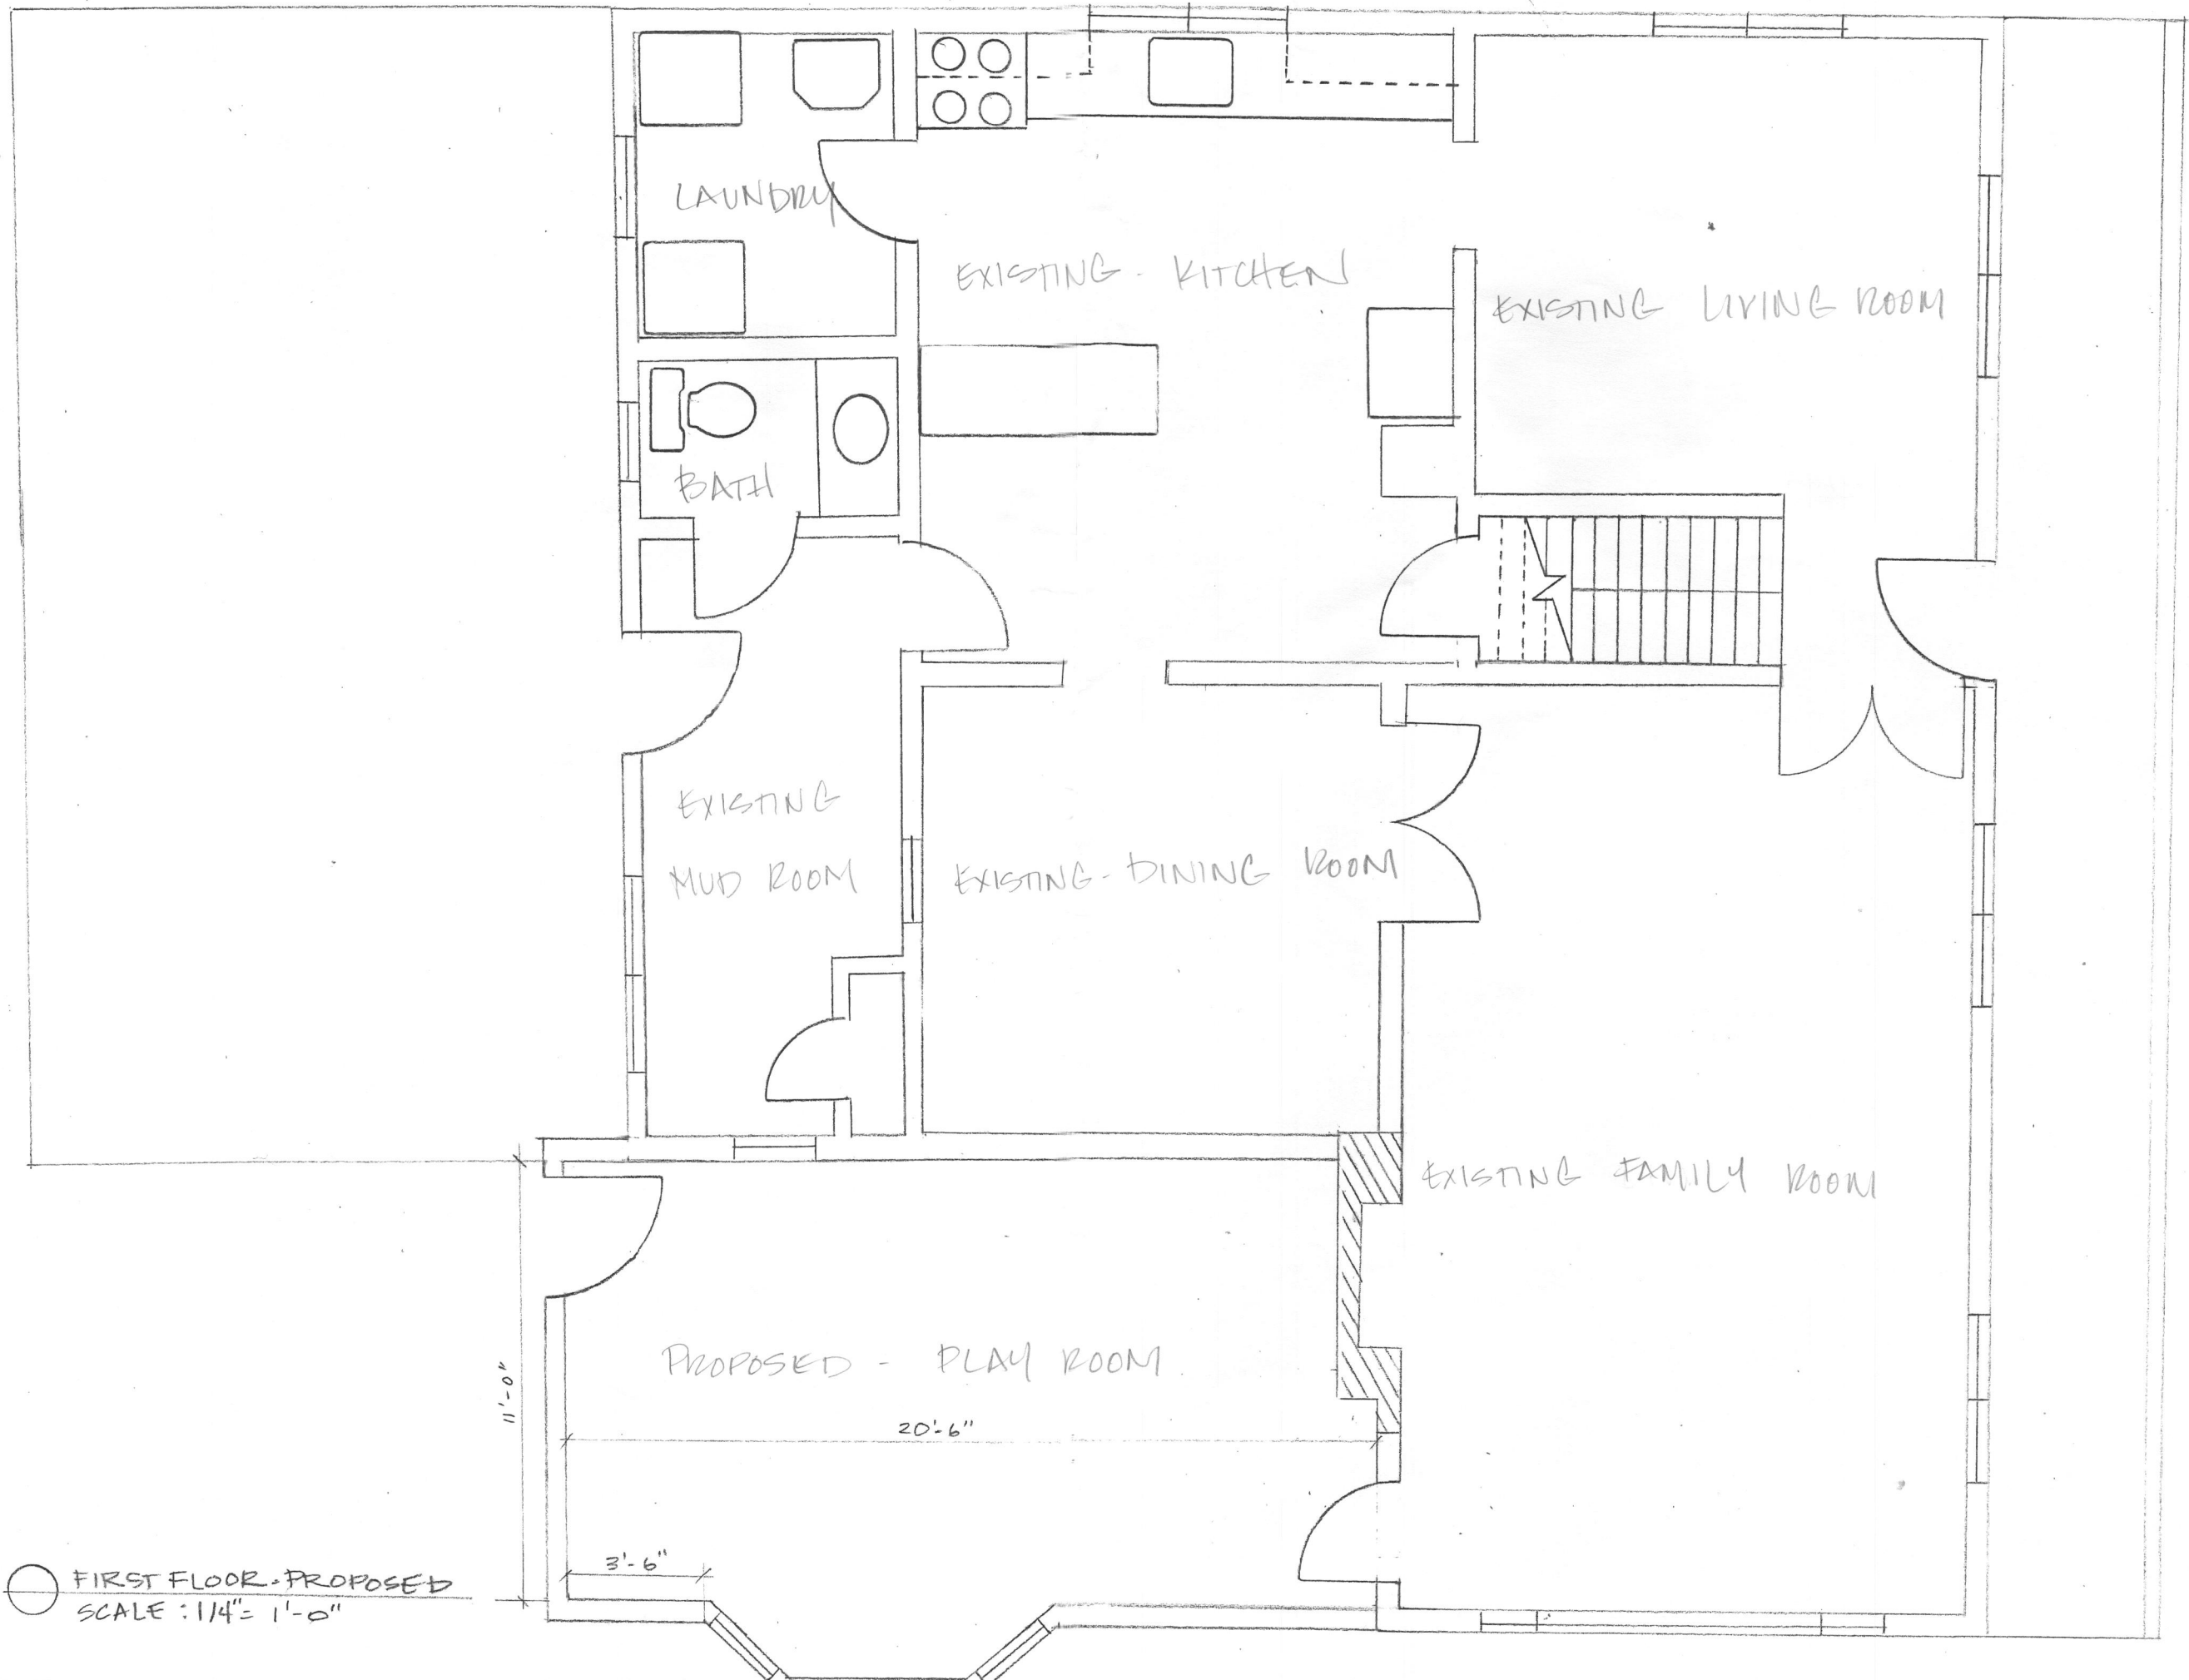 LAUNDRY
EXISTING - KITCHEN
EXISTING LIVING ROOM
BATH
EXISTING
MUD ROOM
EXISTING - DINING ROOM
EXISTING FAMILY ROOM
PROPOSED - PLAY ROOM
11'-0"
20'-6"
3'-6"
FIRST FLOOR - PROPOSED
SCALE : 1/4" = 1'-0"